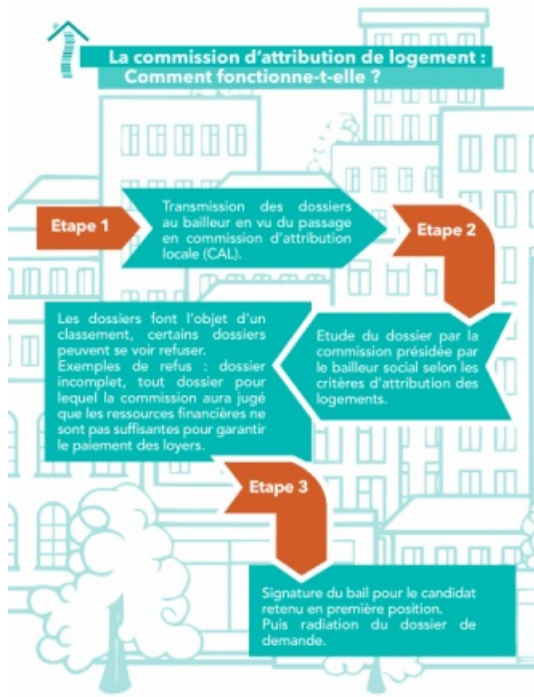 La commission d'attribution de logement :
Comment fonctionne-t-elle ?
Etape 1
Transmission des dossiers
au bailleur en vu du passage
en commission d'attribution
locale (CAL).
Etape 2
Etude du dossier par la
commission présidée par
le bailleur social selon les
critères d'attribution des
logements.
Les dossiers font l'objet d'un
classement, certains dossiers
peuvent se voir refuser.
Exemples de refus : dossier
incomplet, tout dossier pour
lequel la commission aura jugé
que les ressources financières ne
sont pas suffisantes pour garantir
le paiement des loyers.
Etape 3
Signature du bail pour le candidat
retenu en première position.
Puis radiation du dossier de
demande.